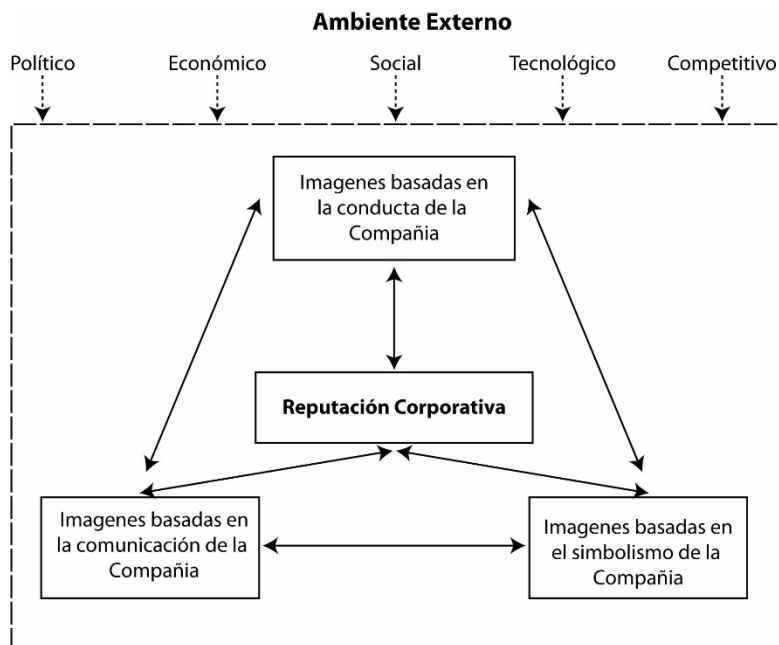 Ambiente Externo
Político Económico Social Tecnológico Competitivo
Imagenes basadas en
la conducta de la
Compañia
Reputación Corporativa
Imagenes basadas en
la comunicación de la
Compañia
Imagenes basadas en
el simbolismo de la
Compañia